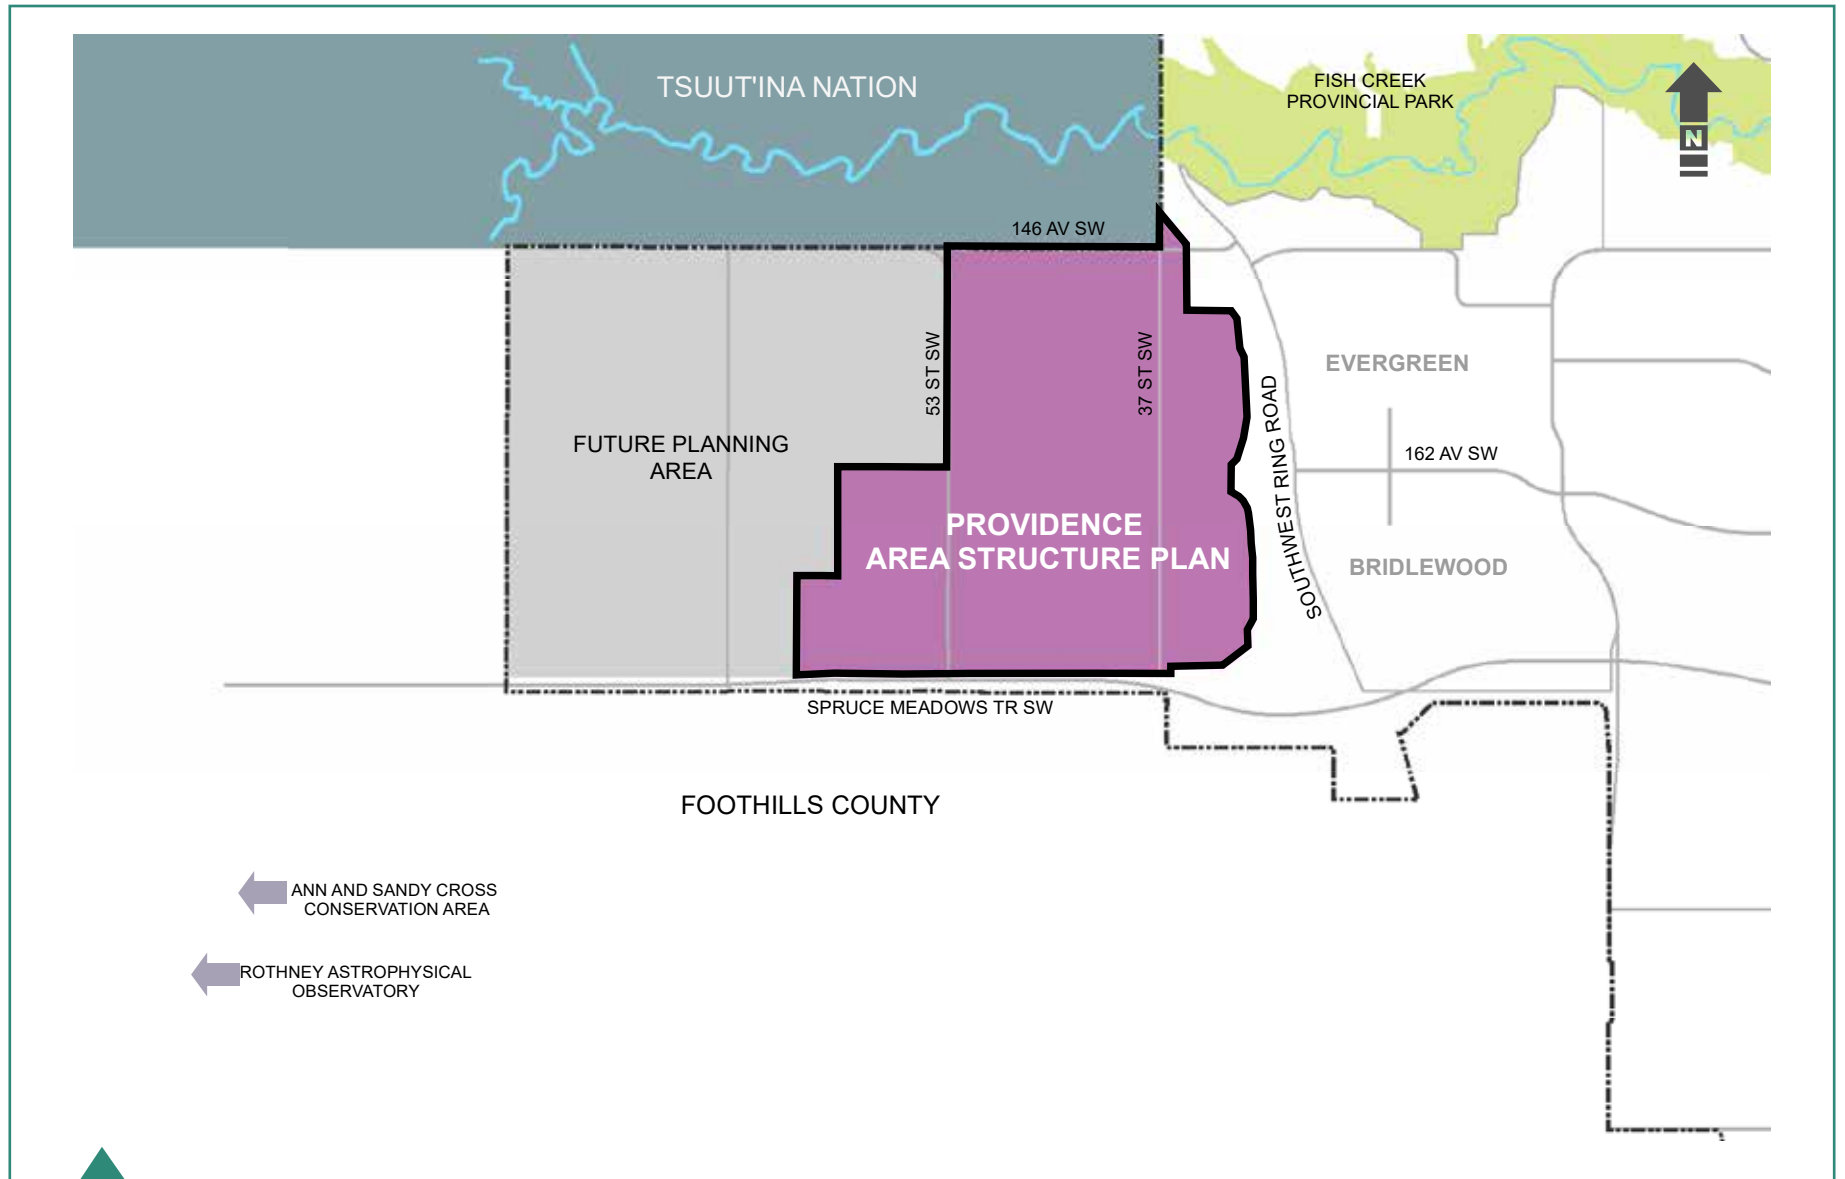 TSUUT'INA NATION
FISH CREEK
PROVINCIAL PARK
N
146 AV SW
53 ST SW
37 ST SW
EVERGREEN
SOUTHWEST RING ROAD
162 AV SW
FUTURE PLANNING
AREA
PROVIDENCE
AREA STRUCTURE PLAN
BRIDLEWOOD
SPRUCE MEADOWS TR SW
FOOTHILLS COUNTY
ANN AND SANDY CROSS
CONSERVATION AREA
ROTHNEY ASTROPHYSICAL
OBSERVATORY